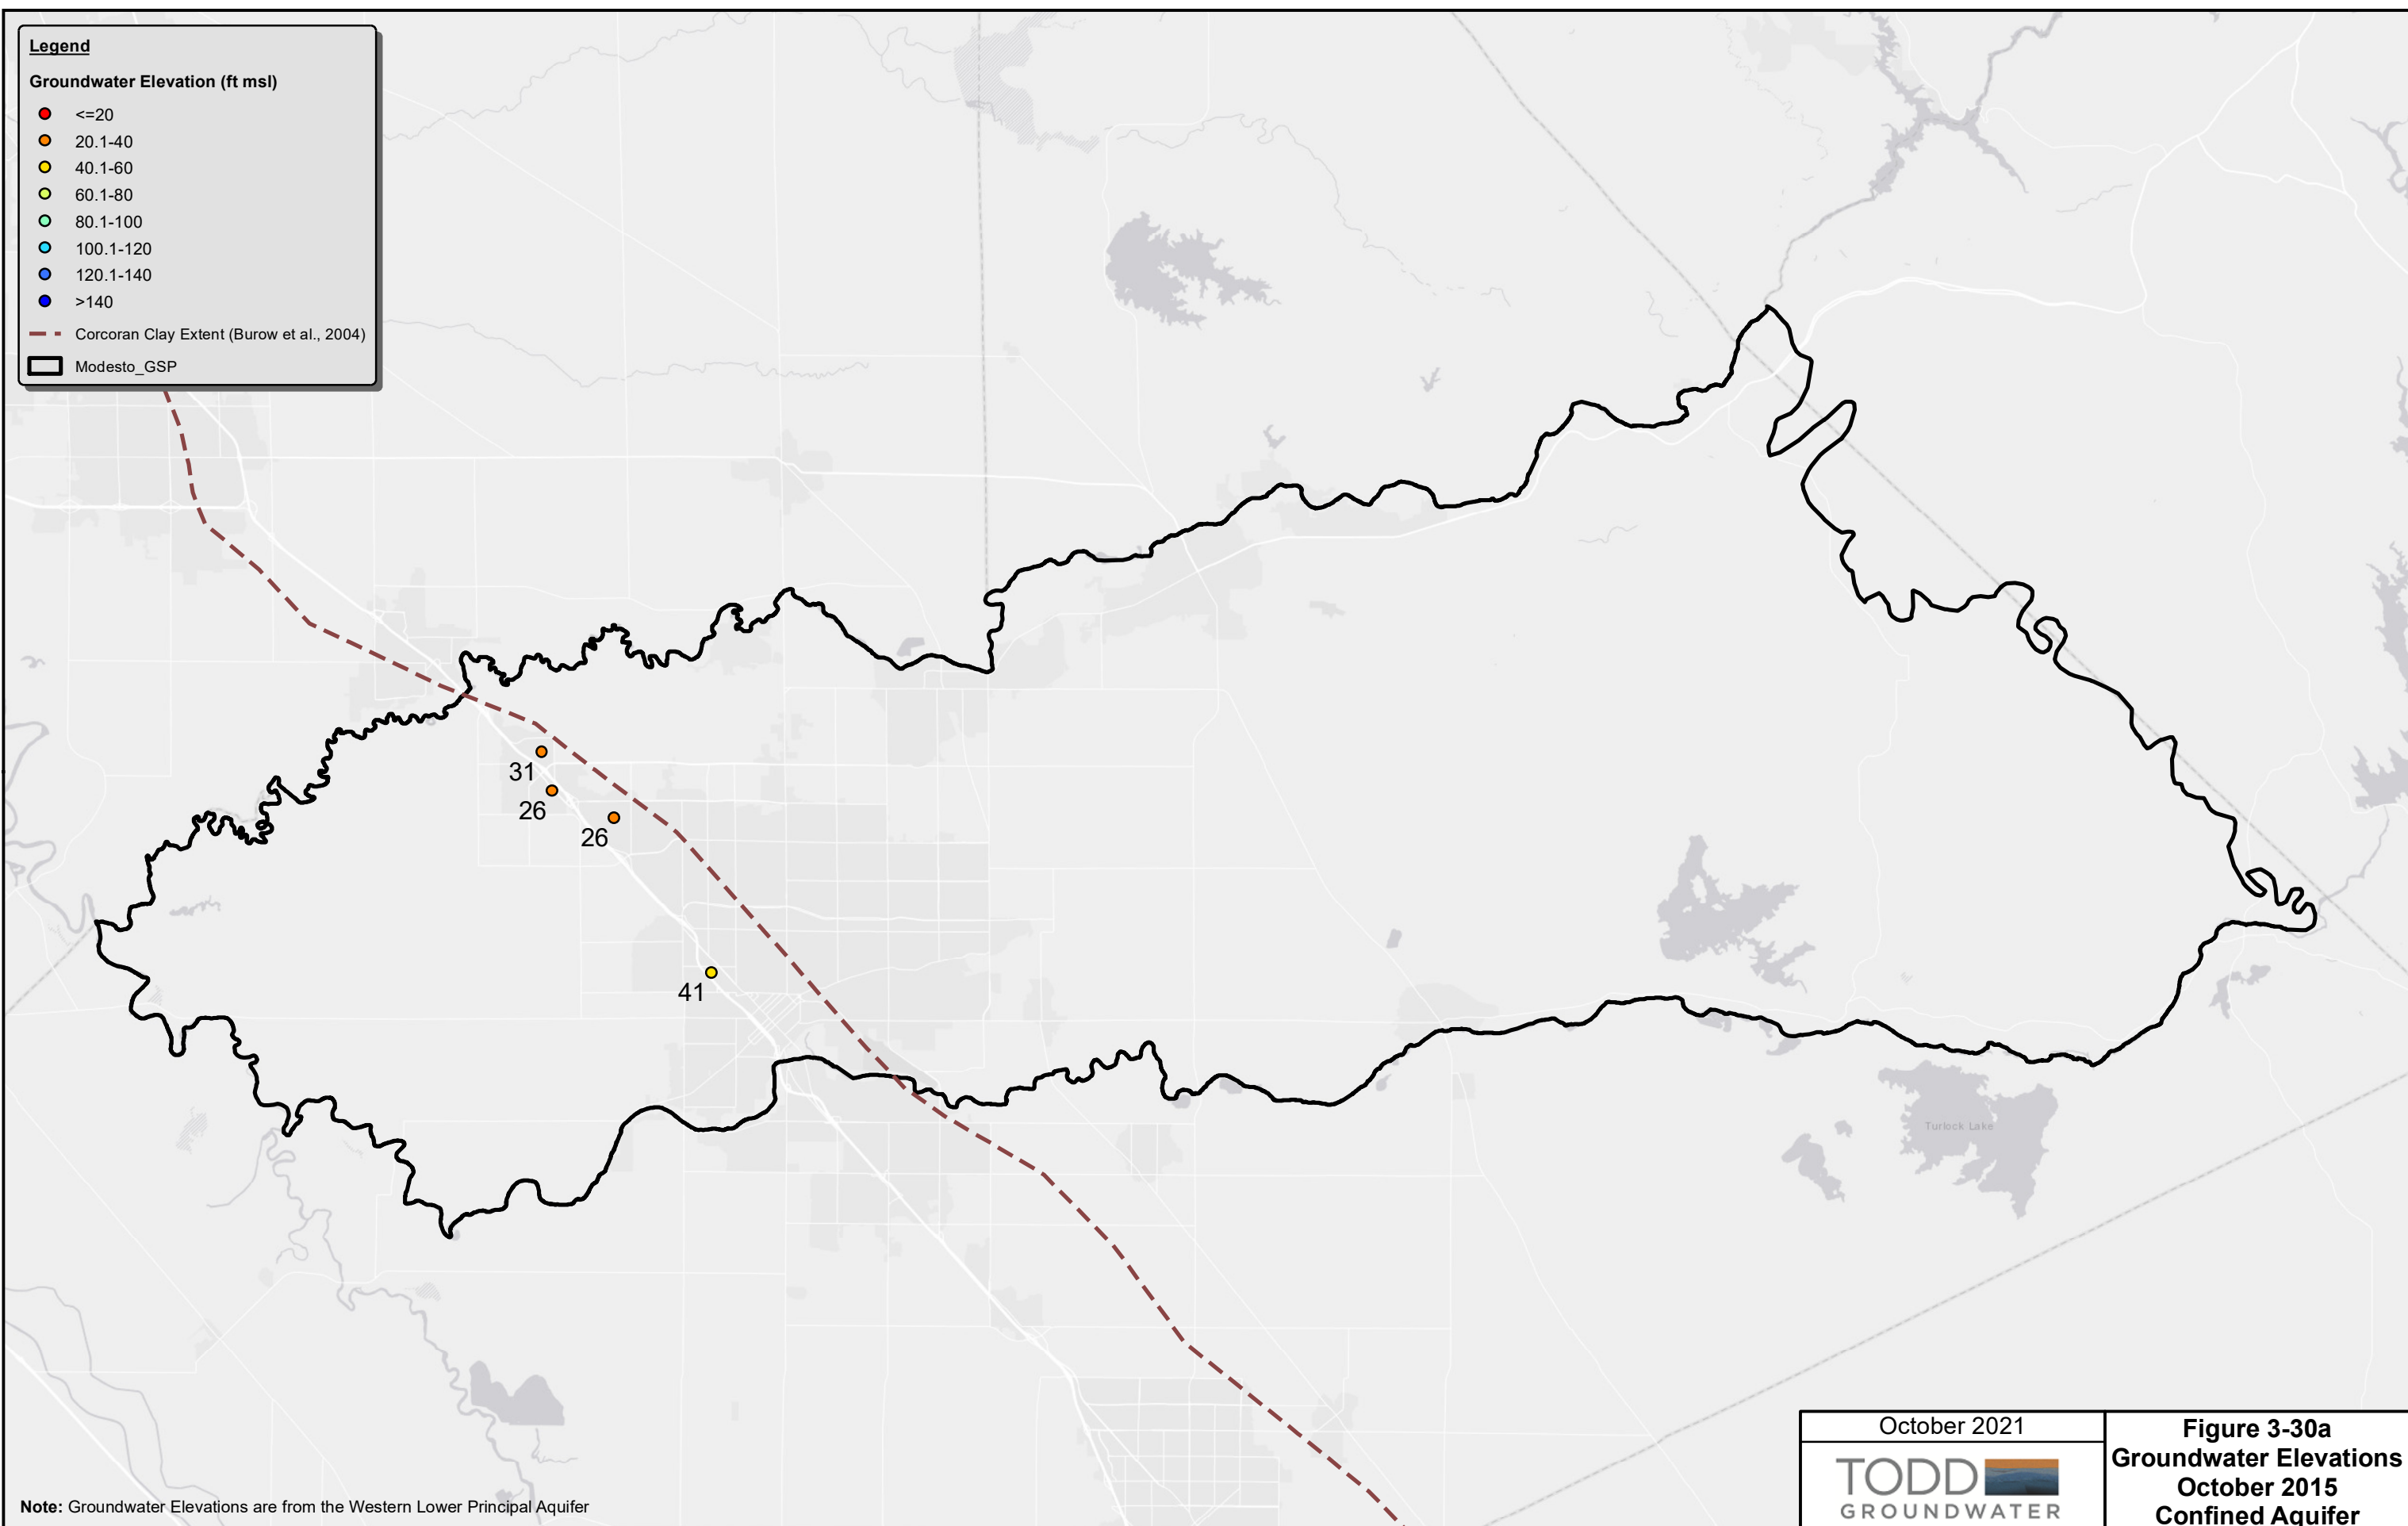 Legend
Groundwater Elevation (ft msl)
<=20
20.1-40
40.1-60
60.1-80
80.1-100
100.1-120
120.1-140
>140
Corcoran Clay Extent (Burow et al., 2004)
Modesto_GSP
31
26
26
41
Turlock Lake
Note: Groundwater Elevations are from the Western Lower Principal Aquifer
October 2021
TODD
GROUNDWATER
Figure 3-30a
Groundwater Elevations
October 2015
Confined Aquifer